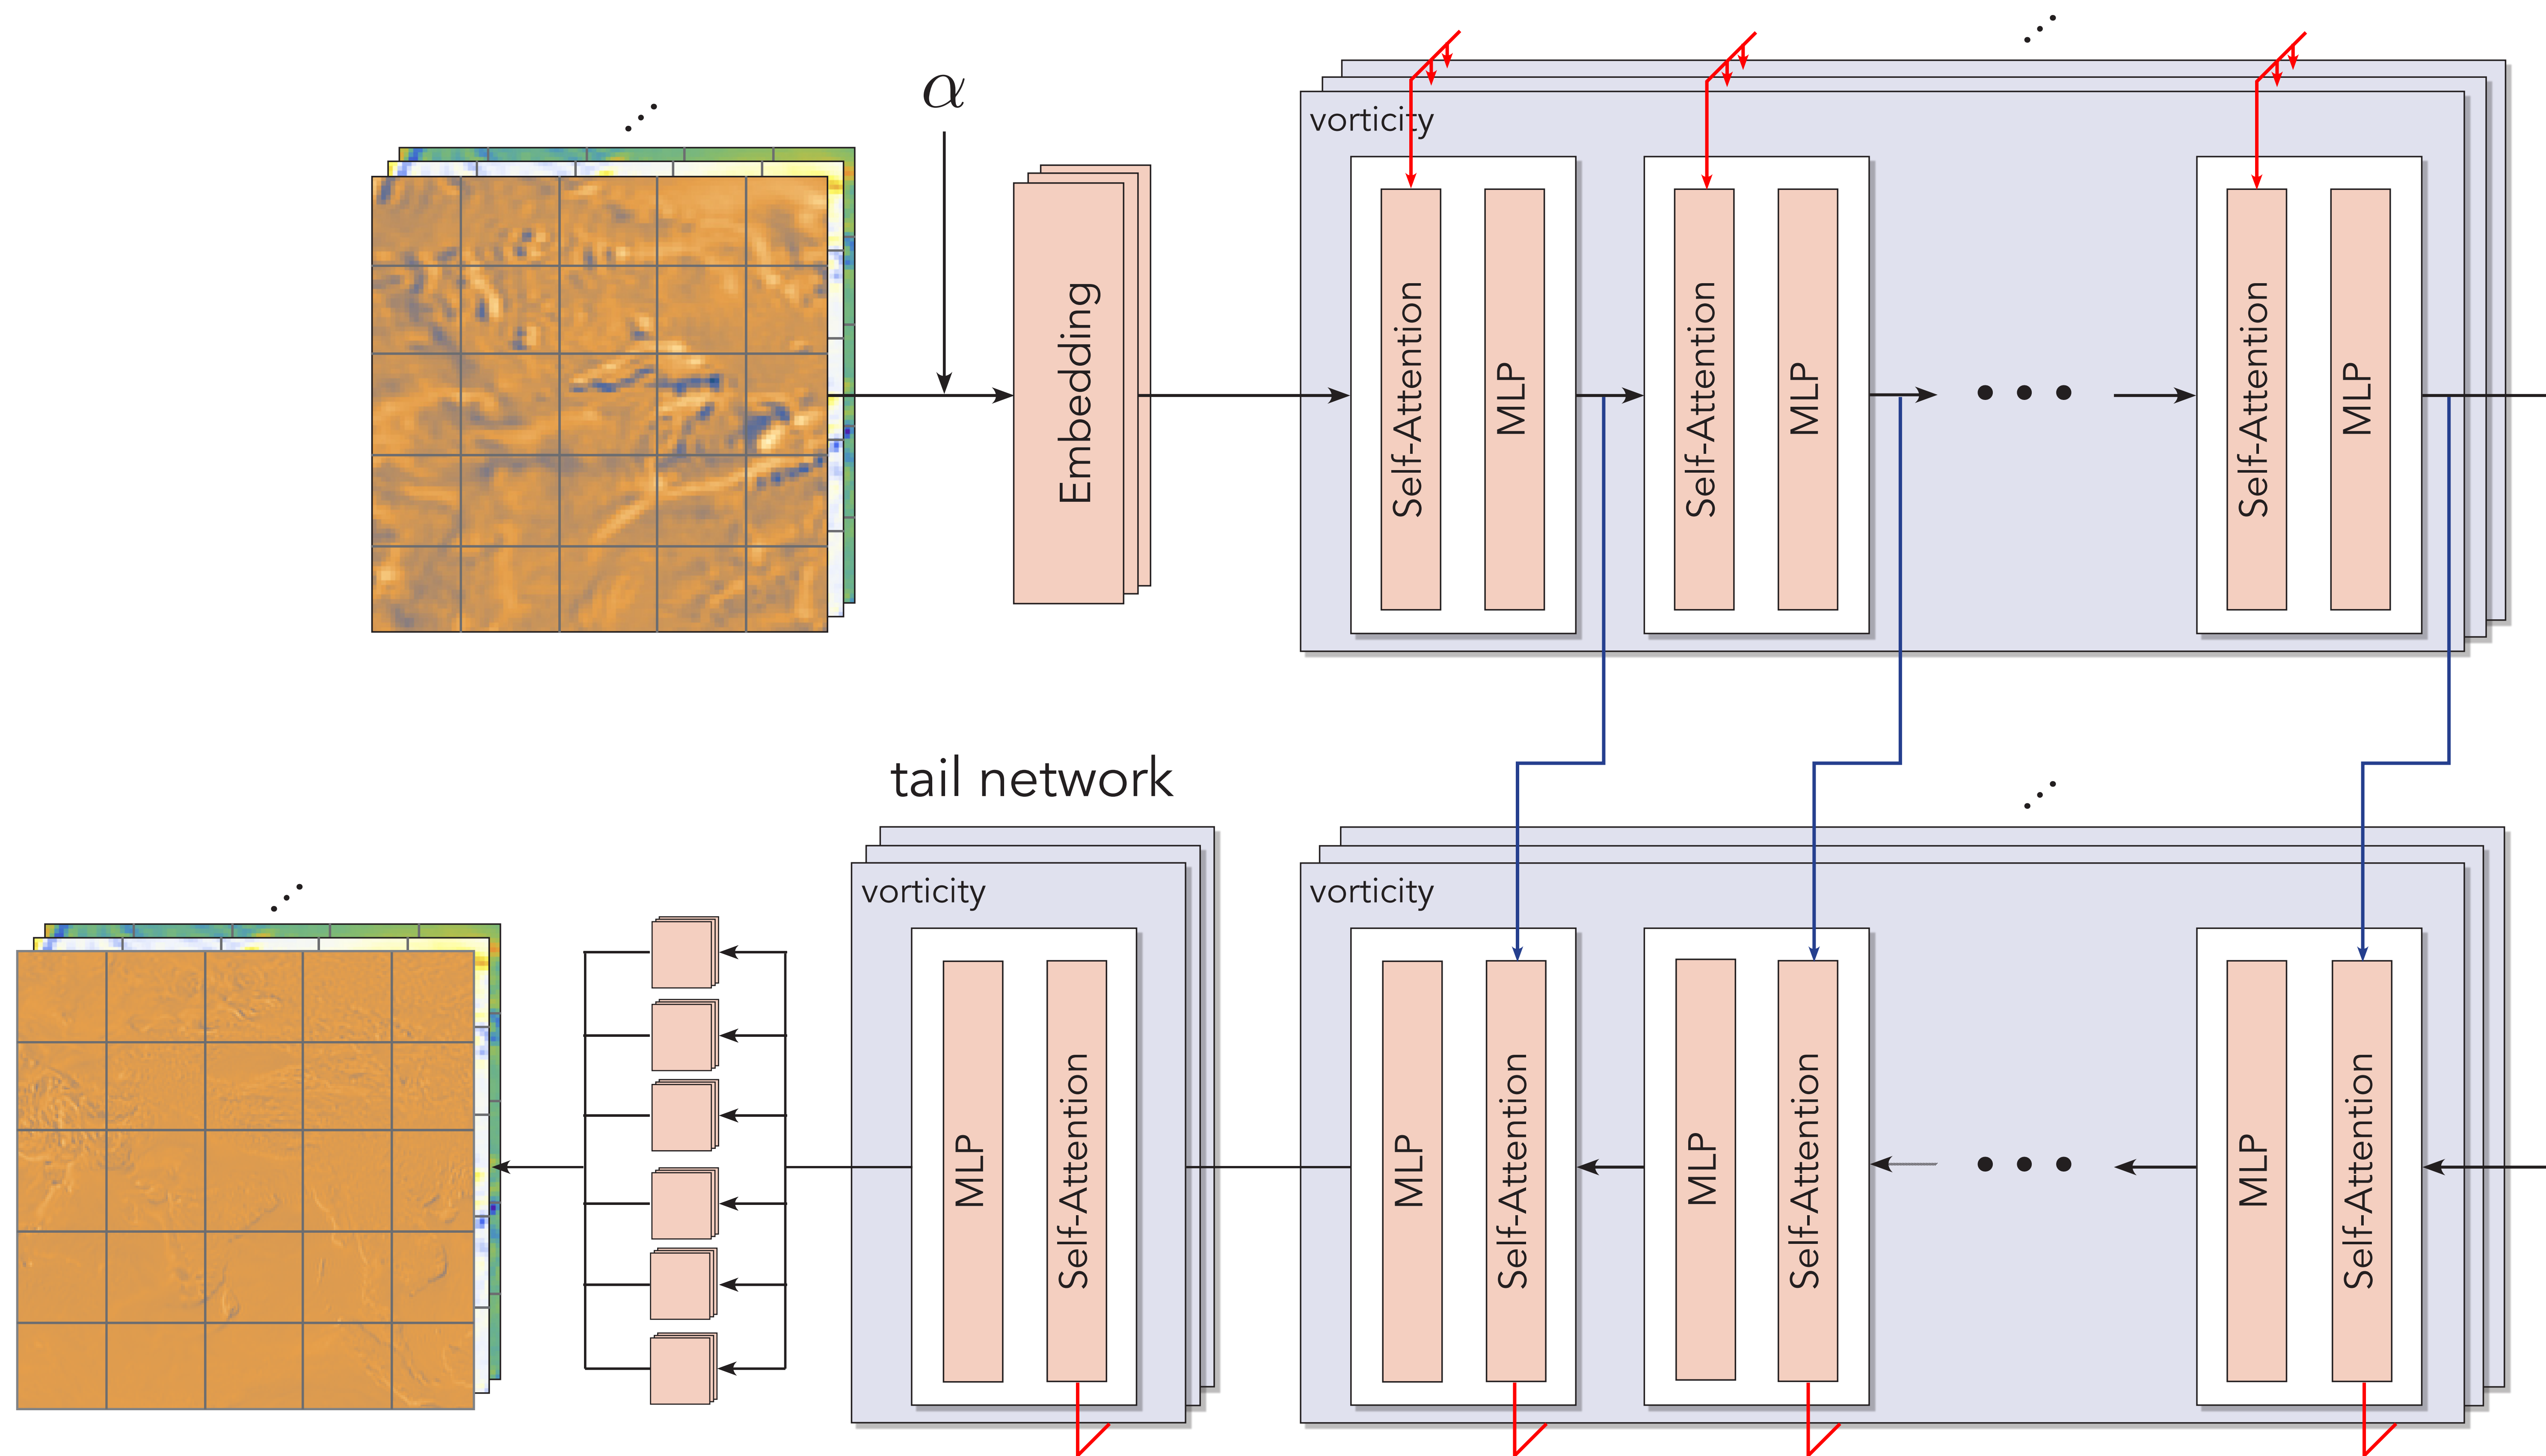 α
vorticity
Embedding
Self-Attention
MLP
Self-Attention
MLP
Self-Attention
MLP
tail network
vorticity
vorticity
MLP
Self-Attention
MLP
Self-Attention
MLP
Self-Attention
MLP
Self-Attention